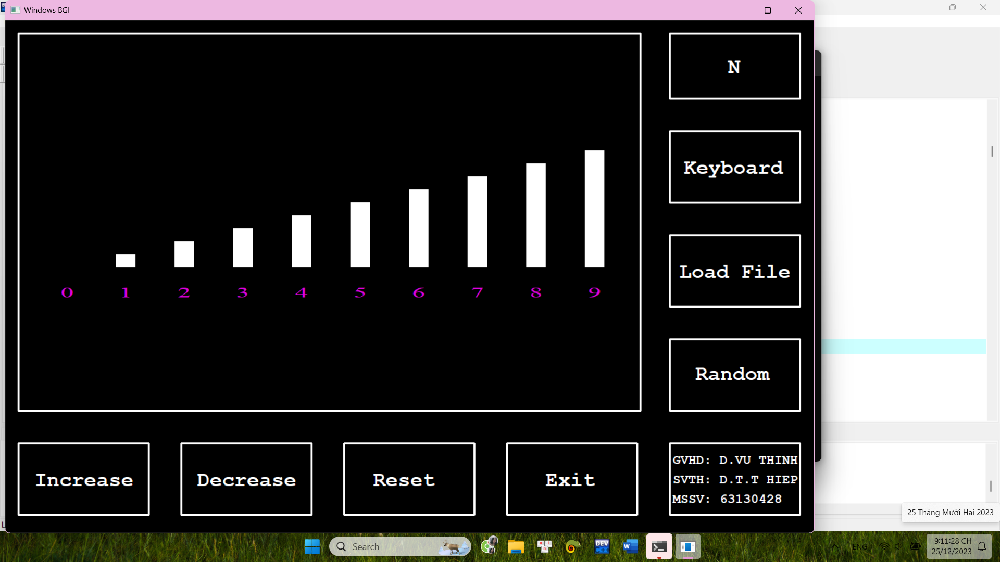 Windows BGI
N
Keyboard
Load File
Random
0 1 2 3 4 5 6 7 8 9
Increase
Decrease
Reset
Exit
GVHD: D.VU THINH
SVTH: D.T.T HIEP
MSSV: 63130428
25 Tháng Mười Hai 2023
Search
DEV
W
ENG
9:11:28 CH
25/12/2023